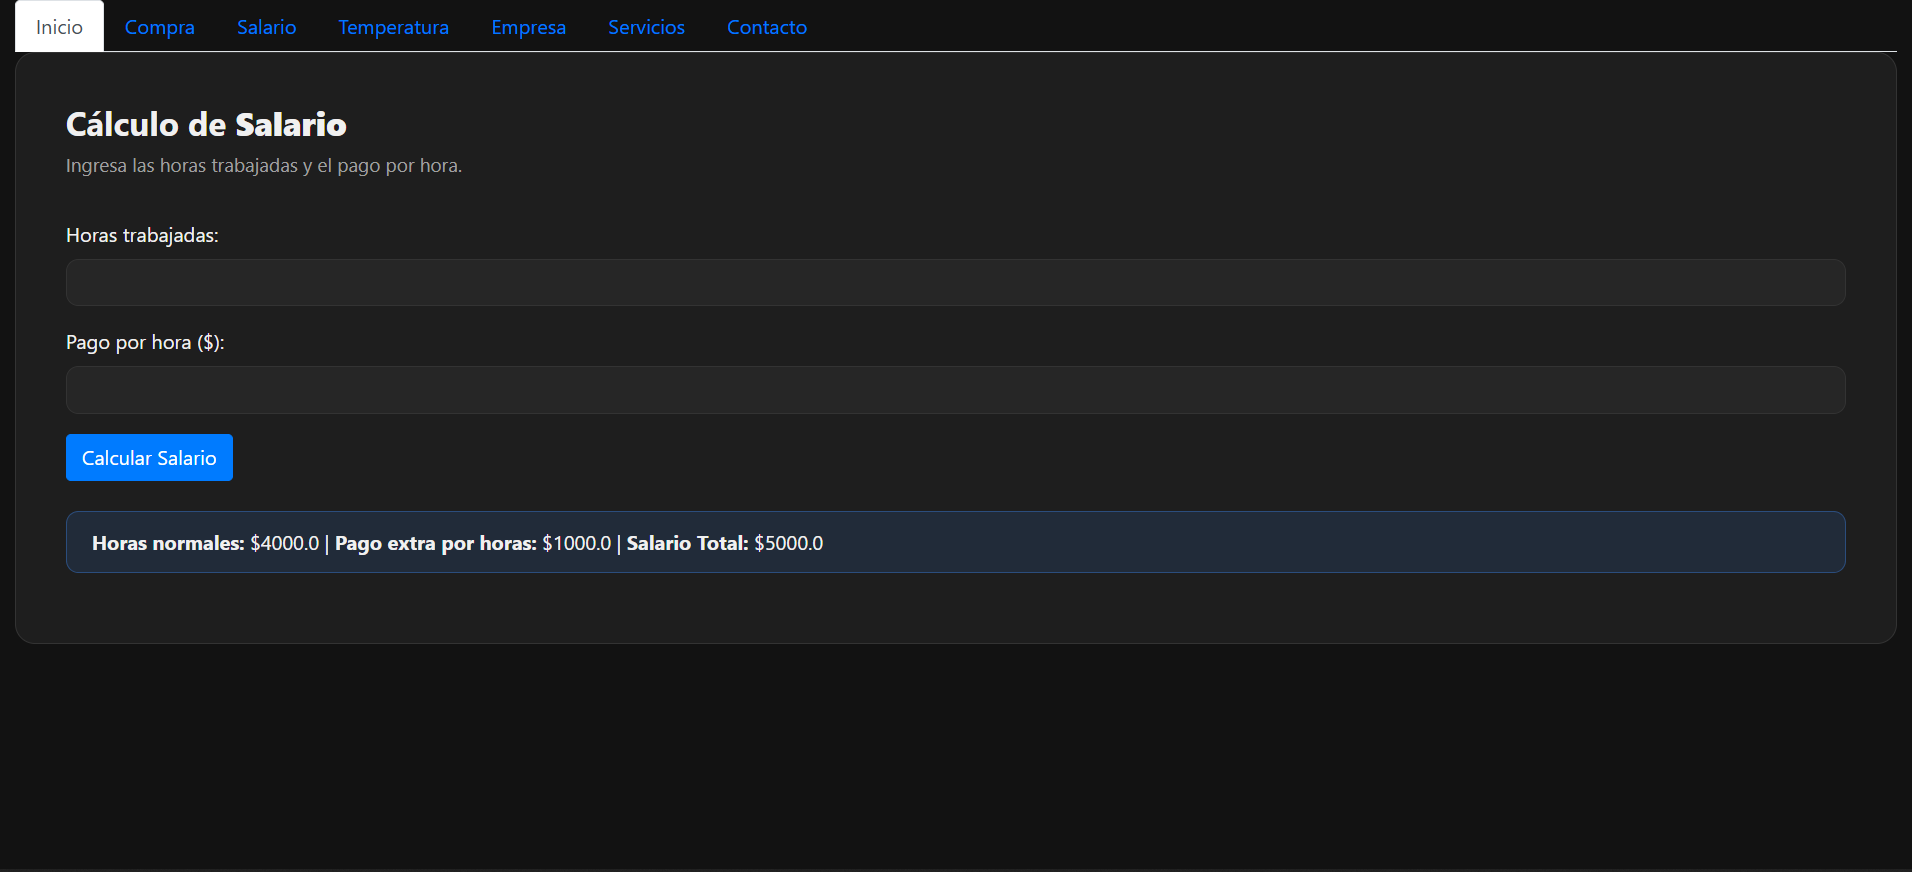 Inicio Compra Salario Temperatura Empresa Servicios Contacto
Cálculo de Salario
Ingresa las horas trabajadas y el pago por hora.
Horas trabajadas:
Pago por hora ($):
Calcular Salario
Horas normales: $4000.0 | Pago extra por horas: $1000.0 | Salario Total: $5000.0